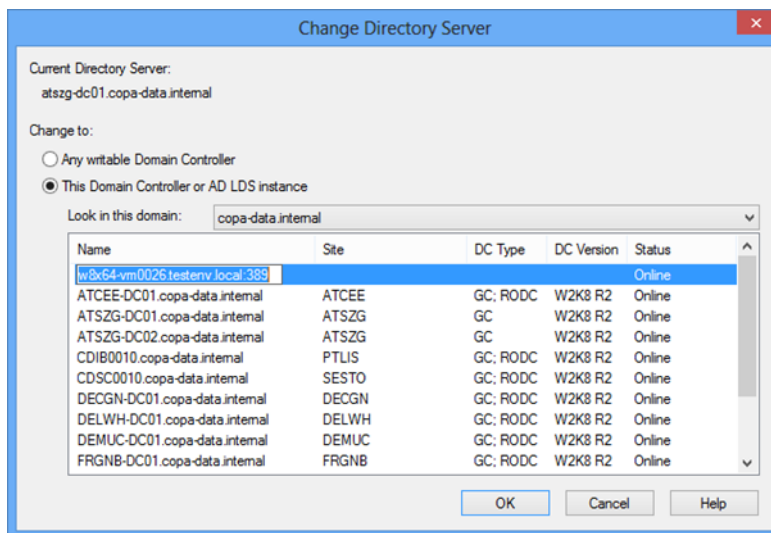 Change Directory Server
Current Directory Server:
atszg-dc01.copa-data.internal
Change to:
Any writable Domain Controller
This Domain Controller or AD LDS instance
Look in this domain: copa-data.internal
Name Site DC Type DC Version Status
w8x64-vm0026.testenv.local:389 Online
ATCEE-DC01.copa-data.internal ATCEE GC; RODC W2K8 R2 Online
ATSZG-DC01.copa-data.internal ATSZG GC W2K8 R2 Online
ATSZG-DC02.copa-data.internal ATSZG GC W2K8 R2 Online
CDIB0010.copa-data.internal PTLIS GC; RODC W2K8 R2 Online
CDSC0010.copa-data.internal SESTO GC; RODC W2K8 R2 Online
DECGN-DC01.copa-data.internal DECGN GC; RODC W2K8 R2 Online
DELWH-DC01.copa-data.internal DELWH GC; RODC W2K8 R2 Online
DEMUC-DC01.copa-data.internal DEMUC GC; RODC W2K8 R2 Online
FRGNB-DC01.copa-data.internal FRGNB GC; RODC W2K8 R2 Online
OK Cancel Help